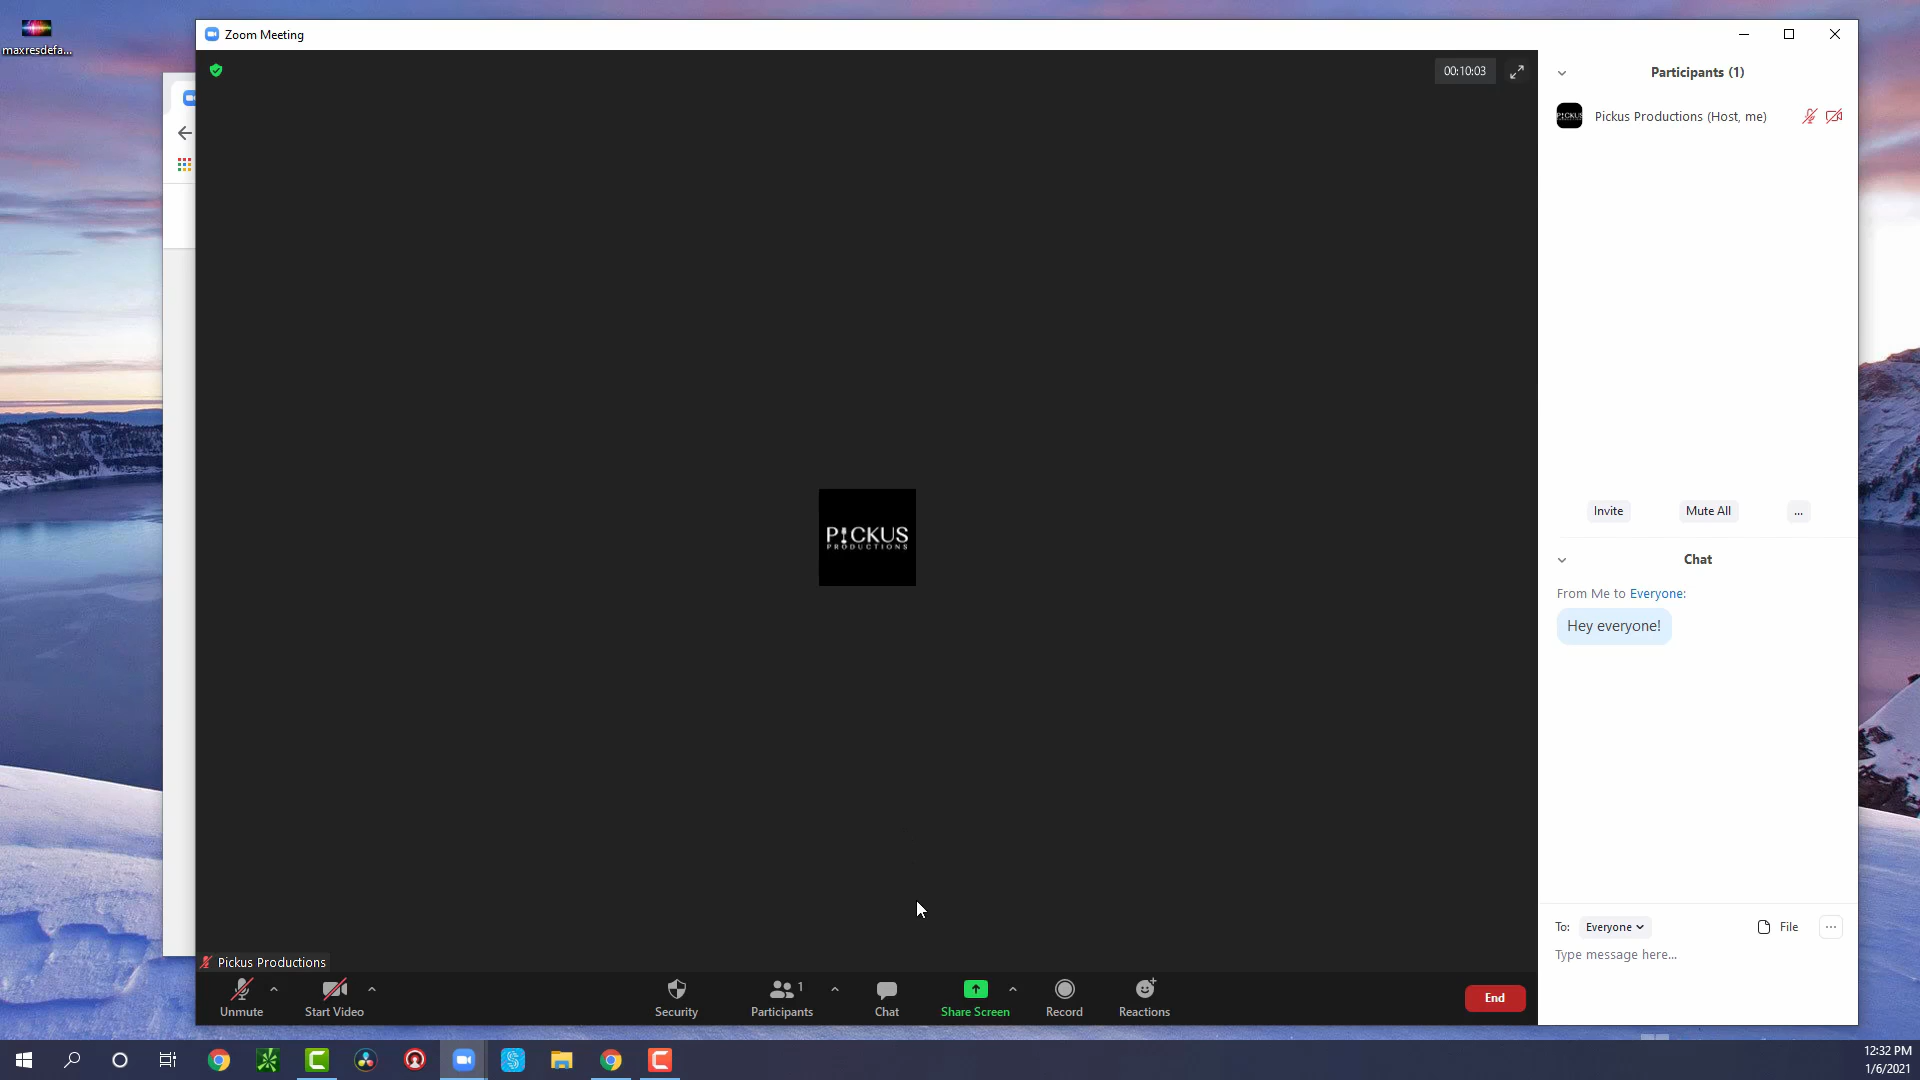 maxresdefa...
Zoom Meeting
00:10:03
Participants (1)
PICKUS
Pickus Productions (Host, me)
PICKUS
PRODUCTIONS
Invite
Mute All
...
Chat
From Me to Everyone:
Hey everyone!
To: Everyone
File
...
Type message here...
Pickus Productions
Unmute
Start Video
Security
1
Participants
Chat
Share Screen
Record
Reactions
End
12:32 PM
1/6/2021